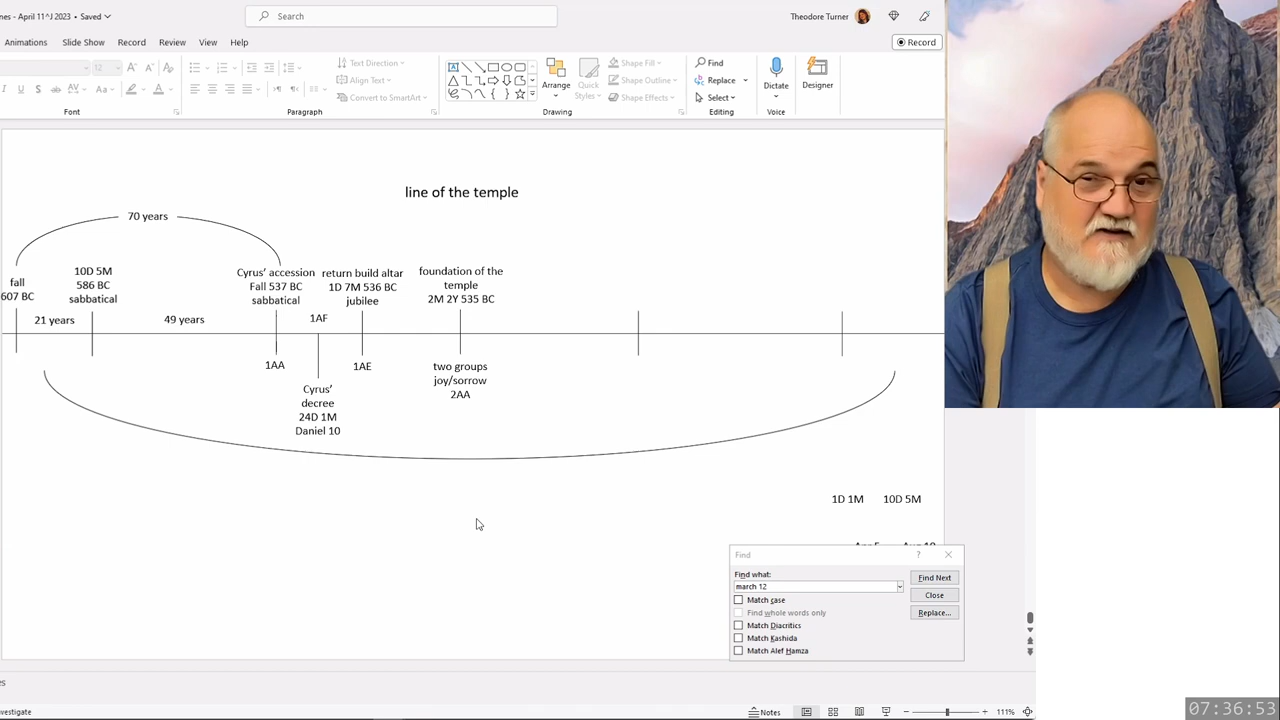 nes - April 11^J 2023 • Saved
Search
Theodore Turner
Animations
Slide Show
Record
Review
View
Help
Record
12
Text Direction
Align Text
Convert to SmartArt
Arrange
Quick
Styles
Shape Fill
Shape Outline
Shape Effects
Find
Replace
Select
Dictate
Designer
Font
Paragraph
Drawing
Editing
Voice
line of the temple
70 years
fall
607 BC
10D 5M
586 BC
sabbatical
Cyrus' accession
Fall 537 BC
sabbatical
return build altar
1D 7M 536 BC
jubilee
foundation of the
temple
2M 2Y 535 BC
21 years
49 years
1AF
1AA
1AE
two groups
joy/sorrow
2AA
Cyrus'
decree
24D 1M
Daniel 10
1D 1M
10D 5M
Find
?
Find what:
march 12
Find Next
Match case
Close
Find whole words only
Replace...
Match Diacritics
Match Kashida
Match Alef Hamza
es
nvestigate
Notes
111%
07:36:53